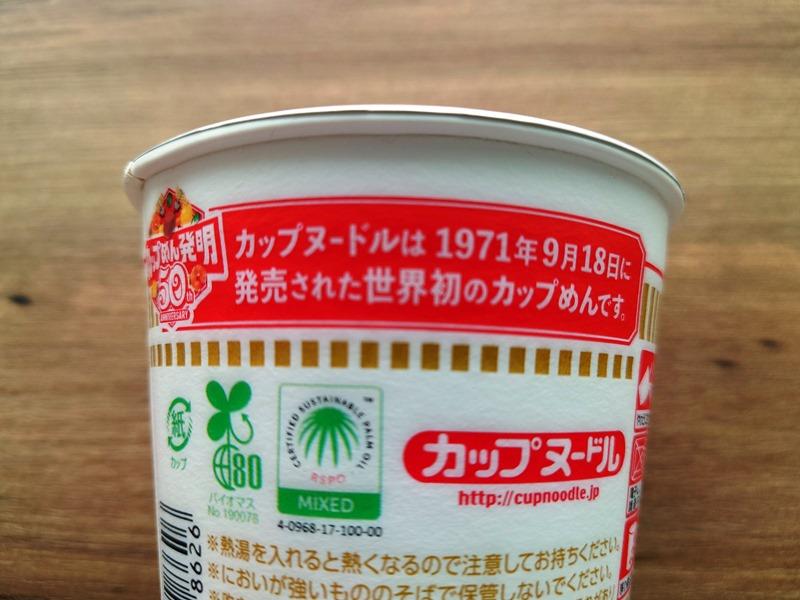 カップヌードルは1971年9月18日に
発売された世界初のカップめんです。
プめん発明
50th
ANNIVERSARY
紙
カップ
80
バイオマス
No 190078
CERTIFIED SUSTAINABLE PALM OIL
TM
RSPO
MIXED
4-0968-17-100-00
カップヌードル
http://cupnoodle.jp
※熱湯を入れると熱くなるので注意してお持ちください。
※においが強いもののそばで保管しないでください。
8626